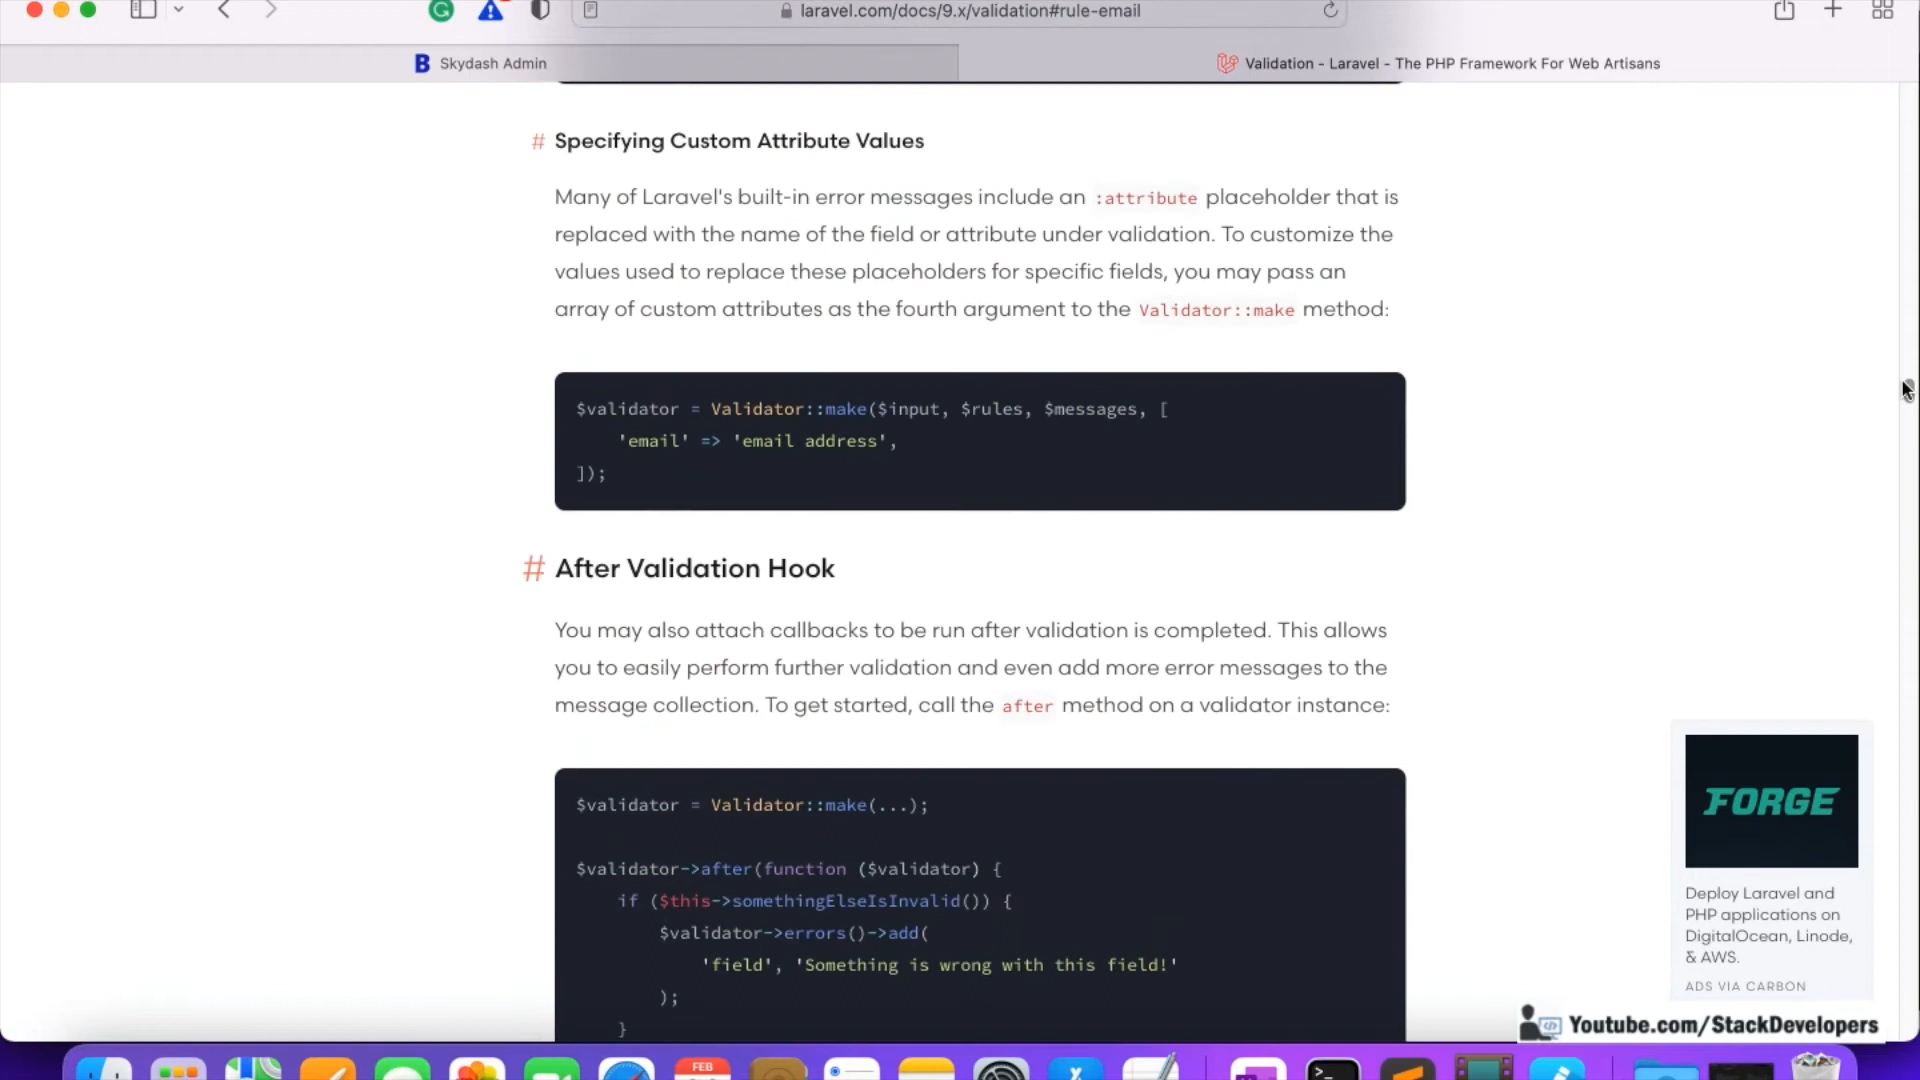 laravel.com/docs/9.x/validation#rule-email
Skydash Admin
Validation - Laravel - The PHP Framework For Web Artisans
# Specifying Custom Attribute Values
Many of Laravel's built-in error messages include an :attribute placeholder that is
replaced with the name of the field or attribute under validation. To customize the
values used to replace these placeholders for specific fields, you may pass an
array of custom attributes as the fourth argument to the Validator::make method:
$validator = Validator::make($input, $rules, $messages, [
'email' => 'email address',
]);
# After Validation Hook
You may also attach callbacks to be run after validation is completed. This allows
you to easily perform further validation and even add more error messages to the
message collection. To get started, call the after method on a validator instance:
$validator = Validator::make(...);
$validator->after(function ($validator) {
if ($this->somethingElseIsInvalid()) {
$validator->errors()->add(
'field', 'Something is wrong with this field!'
);
}
FORGE
Deploy Laravel and
PHP applications on
DigitalOcean, Linode,
& AWS.
ADS VIA CARBON
Youtube.com/StackDevelopers
FEB